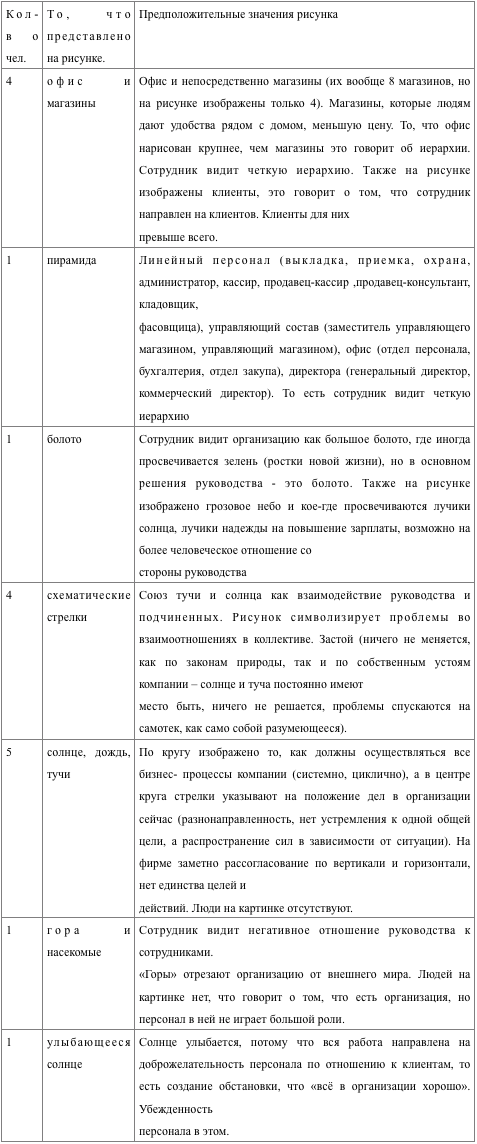 Кол-
в о
чел.
То, что
представлено
на рисунке.
Предположительные значения рисунка
4
офис и
магазины
Офис и непосредственно магазины (их вообще 8 магазинов, но
на рисунке изображены только 4). Магазины, которые людям
дают удобства рядом с домом, меньшую цену. То, что офис
нарисован крупнее, чем магазины это говорит об иерархии.
Сотрудник видит четкую иерархию. Также на рисунке
изображены клиенты, это говорит о том, что сотрудник
направлен на клиентов. Клиенты для них
превыше всего.
1
пирамида
Линейный персонал (выкладка, приемка, охрана,
администратор, кассир, продавец-кассир ,продавец-консультант,
кладовщик,
фасовщица), управляющий состав (заместитель управляющего
магазином, управляющий магазином), офис (отдел персонала,
бухгалтерия, отдел закупа), директора (генеральный директор,
коммерческий директор). То есть сотрудник видит четкую
иерархию
1
болото
Сотрудник видит организацию как большое болото, где иногда
просвечивается зелень (ростки новой жизни), но в основном
решения руководства - это болото. Также на рисунке
изображено грозовое небо и кое-где просвечиваются лучики
солнца, лучики надежды на повышение зарплаты, возможно на
более человеческое отношение со
стороны руководства
4
схематические
стрелки
Союз тучи и солнца как взаимодействие руководства и
подчиненных. Рисунок символизирует проблемы во
взаимоотношениях в коллективе. Застой (ничего не меняется,
как по законам природы, так и по собственным устоям
компании – солнце и туча постоянно имеют
место быть, ничего не решается, проблемы спускаются на
самотек, как само собой разумеющееся).
5
солнце, дождь,
тучи
По кругу изображено то, как должны осуществляться все
бизнес- процессы компании (системно, циклично), а в центре
круга стрелки указывают на положение дел в организации
сейчас (разнонаправленность, нет устремления к одной общей
цели, а распространение сил в зависимости от ситуации). На
фирме заметно рассогласование по вертикали и горизонтали,
нет единства целей и
действий. Люди на картинке отсутствуют.
1
гора и
насекомые
Сотрудник видит негативное отношение руководства к
сотрудниками.
«Горы» отрезают организацию от внешнего мира. Людей на
картинке нет, что говорит о том, что есть организация, но
персонал в ней не играет большой роли.
1
улыбающееся
солнце
Солнце улыбается, потому что вся работа направлена на
доброжелательность персонала по отношению к клиентам, то
есть создание обстановки, что «всё в организации хорошо».
Убежденность
персонала в этом.